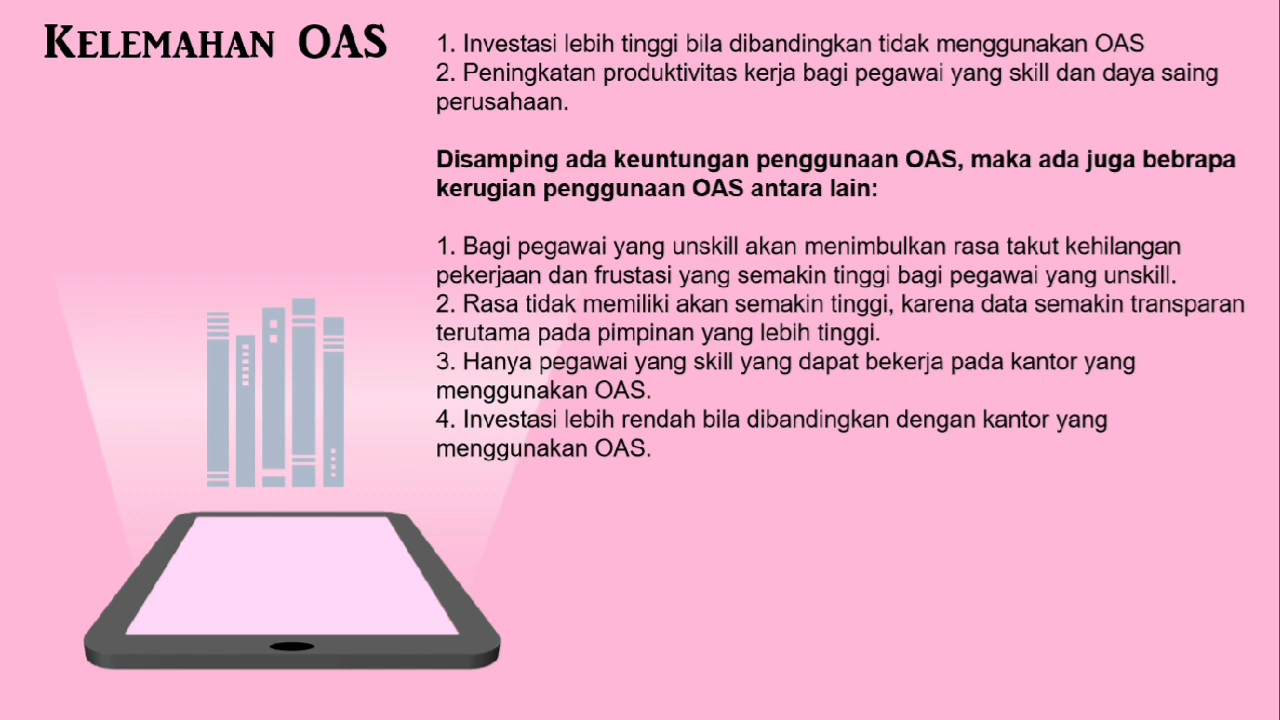 KELEMAHAN OAS
1. Investasi lebih tinggi bila dibandingkan tidak menggunakan OAS
2. Peningkatan produktivitas kerja bagi pegawai yang skill dan daya saing
perusahaan.
Disamping ada keuntungan penggunaan OAS, maka ada juga bebrapa
kerugian penggunaan OAS antara lain:
1. Bagi pegawai yang unskill akan menimbulkan rasa takut kehilangan
pekerjaan dan frustasi yang semakin tinggi bagi pegawai yang unskill.
2. Rasa tidak memiliki akan semakin tinggi, karena data semakin transparan
terutama pada pimpinan yang lebih tinggi.
3. Hanya pegawai yang skill yang dapat bekerja pada kantor yang
menggunakan OAS.
4. Investasi lebih rendah bila dibandingkan dengan kantor yang
menggunakan OAS.